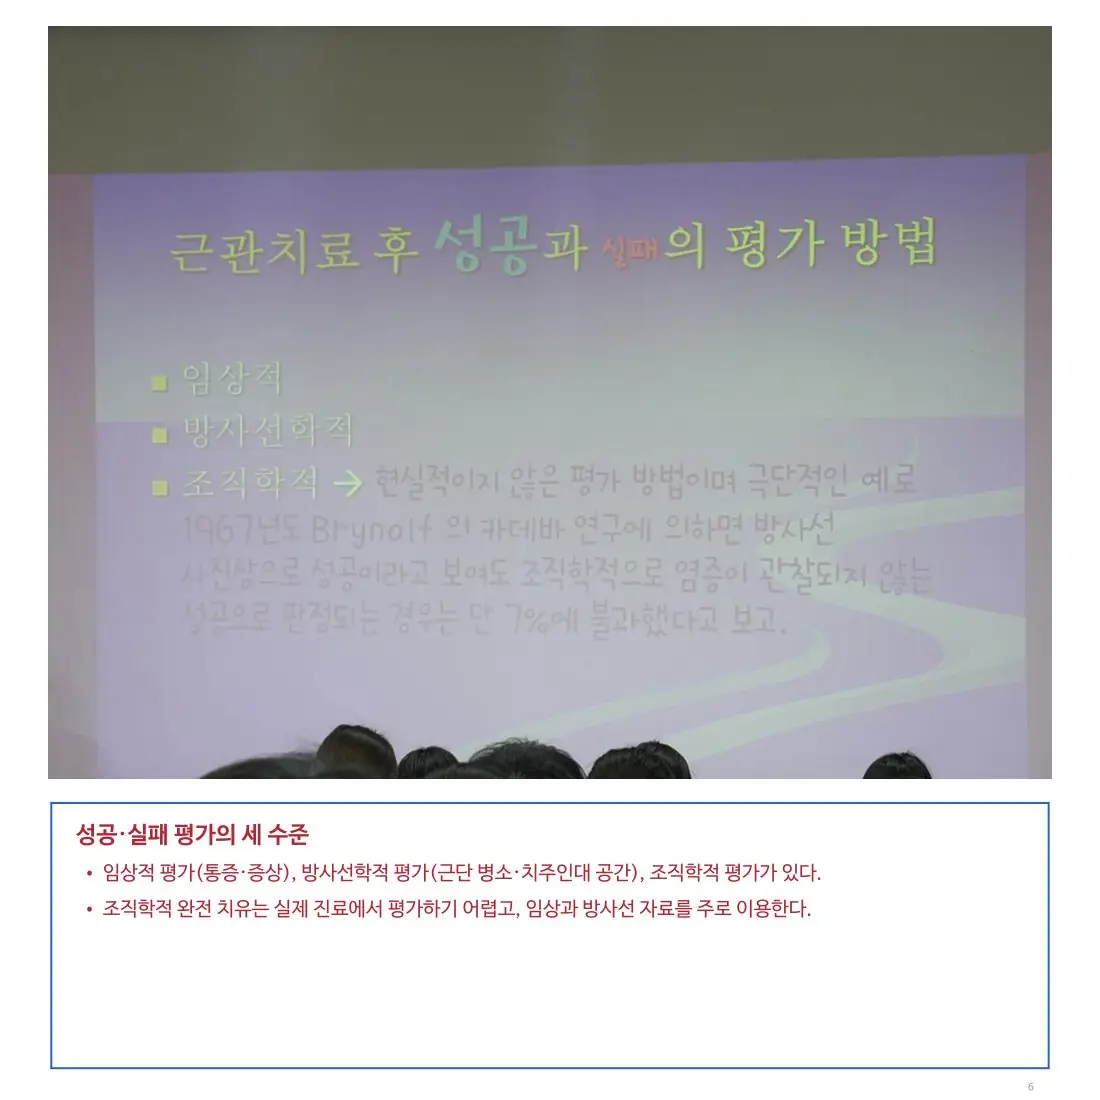 근관치료 후 성공과 실패의 평가 방법
■ 임상적
■ 방사선학적
■ 조직학적 → 현실적이지 않은 평가 방법이며 극단적인 예로
1967년도 Brynolf 의 카데바 연구에 의하면 방사선
사진상으로 성공이라고 보여도 조직학적으로 염증이 관찰되지 않는
성공으로 판정되는 경우는 단 7%에 불과했다고 보고.
성공·실패 평가의 세 수준
• 임상적 평가(통증·증상), 방사선학적 평가(근단 병소·치주인대 공간), 조직학적 평가가 있다.
• 조직학적 완전 치유는 실제 진료에서 평가하기 어렵고, 임상과 방사선 자료를 주로 이용한다.
6